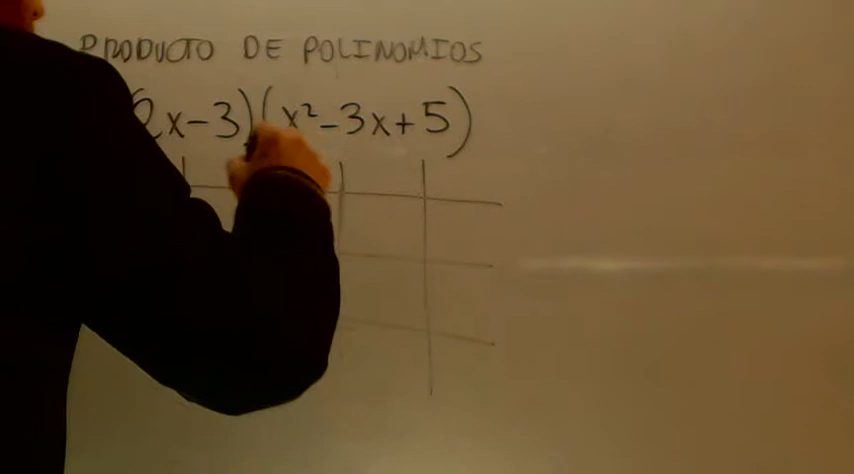 PRODUCTO DE POLINOMIOS
2x-3)(x²-3x+5)